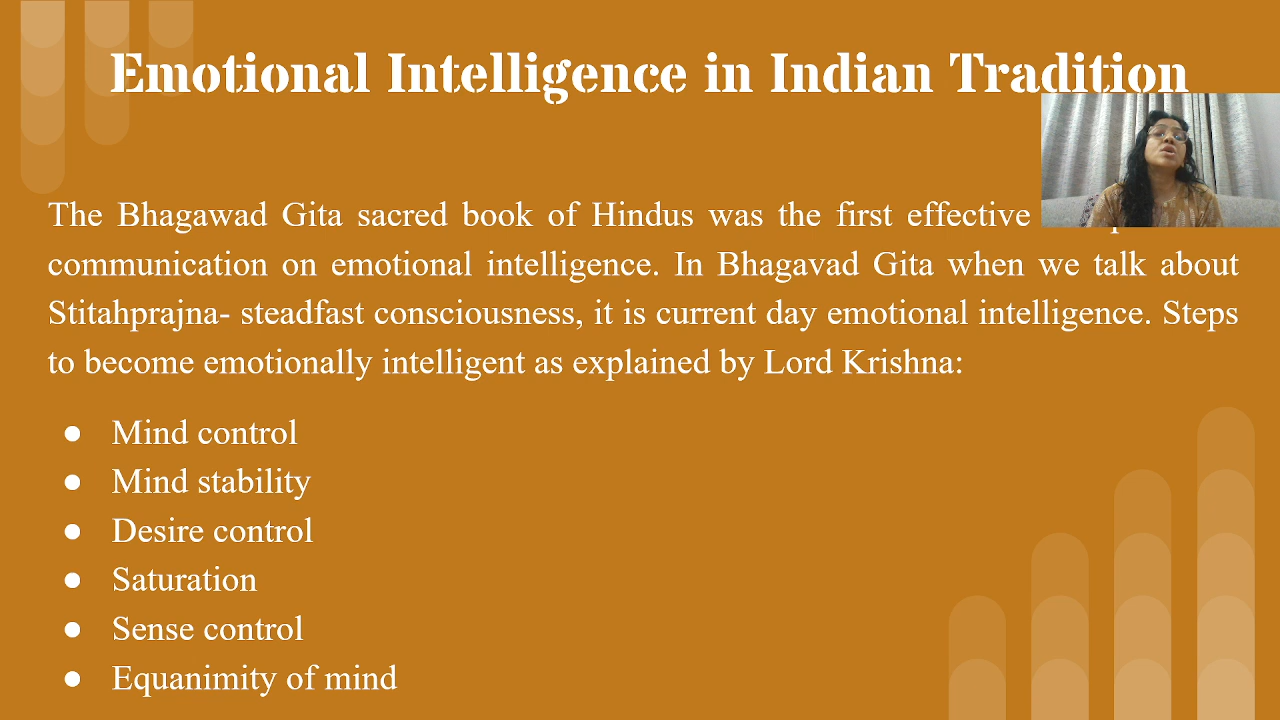 Emotional Intelligence in Indian Tradition
The Bhagawad Gita sacred book of Hindus was the first effective
communication on emotional intelligence. In Bhagavad Gita when we talk about
Stitahprajna- steadfast consciousness, it is current day emotional intelligence. Steps
to become emotionally intelligent as explained by Lord Krishna:
● Mind control
● Mind stability
● Desire control
● Saturation
● Sense control
● Equanimity of mind